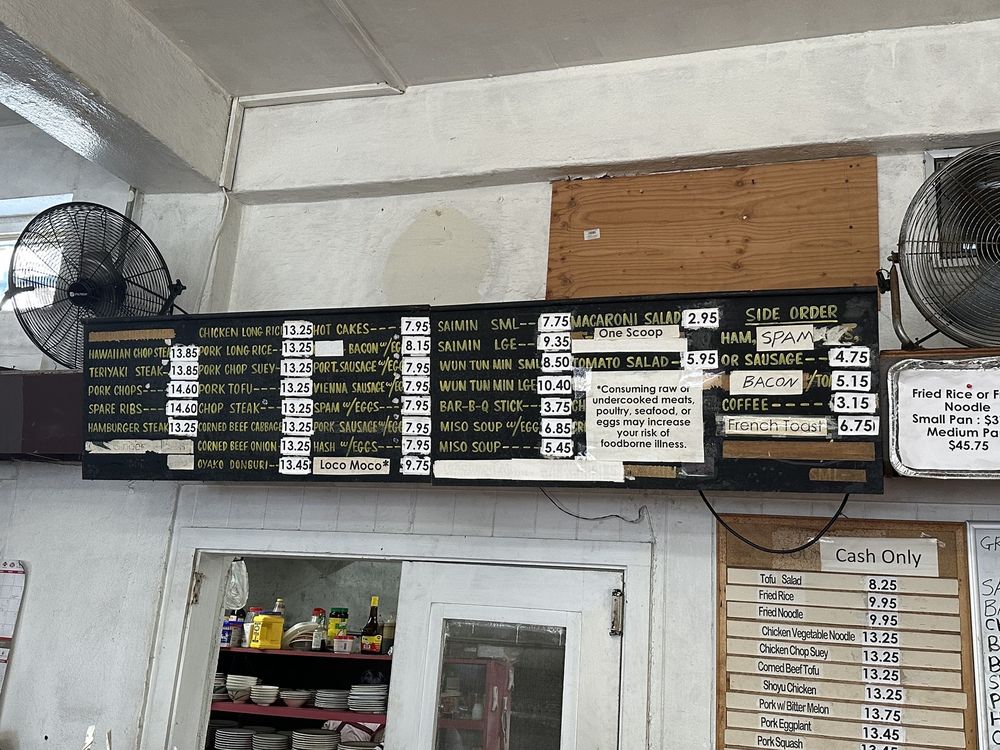 HAWAIIAN CHOP STEA 13.85
TERIYAKI STEAK 13.85
PORK CHOPS 14.60
SPARE RIBS 14.60
HAMBURGER STEAK 13.25
CHICKEN LONG RICE 13.25
PORK LONG RICE 13.25
PORK CHOP SUEY 13.25
PORK TOFU 13.25
CHOP STEAK 13.25
CORNED BEEF CABBAG 13.25
CORNED BEEF ONION 13.25
OYAKO DONBURI 13.45
HOT CAKES 7.95
BACON W/EG 8.15
PORT. SAUSAGE W/EG 7.95
VIENNA SAUSAGE W/EG 7.95
SPAM W/EGGS 7.95
PORK SAUSAGE W/EGG 7.95
HASH W/EGGS 7.95
Loco Moco* 9.75
SAIMIN SML 7.75
SAIMIN LGE 9.35
WUN TUN MIN SML 8.50
WUN TUN MIN LGE 10.40
BAR-B-Q STICK 3.75
MISO SOUP W/EGG 6.85
MISO SOUP 5.45
MACARONI SALAD 2.95
One Scoop
TOMATO SALAD 5.95
*Consuming raw or
undercooked meats,
poultry, seafood, or
eggs may increase
your risk of
foodborne illness.
SIDE ORDER
HAM, SPAM
OR SAUSAGE 4.75
BACON /TO 5.15
COFFEE 3.15
French Toast 6.75
Fried Rice or F
Noodle
Small Pan : $3
Medium Pa
$45.75
Cash Only
Tofu Salad 8.25
Fried Rice 9.95
Fried Noodle 9.95
Chicken Vegetable Noodle 13.25
Chicken Chop Suey 13.25
Corned Beef Tofu 13.25
Shoyu Chicken 13.25
Pork w/ Bitter Melon 13.75
Pork Eggplant 13.45
Pork Squash